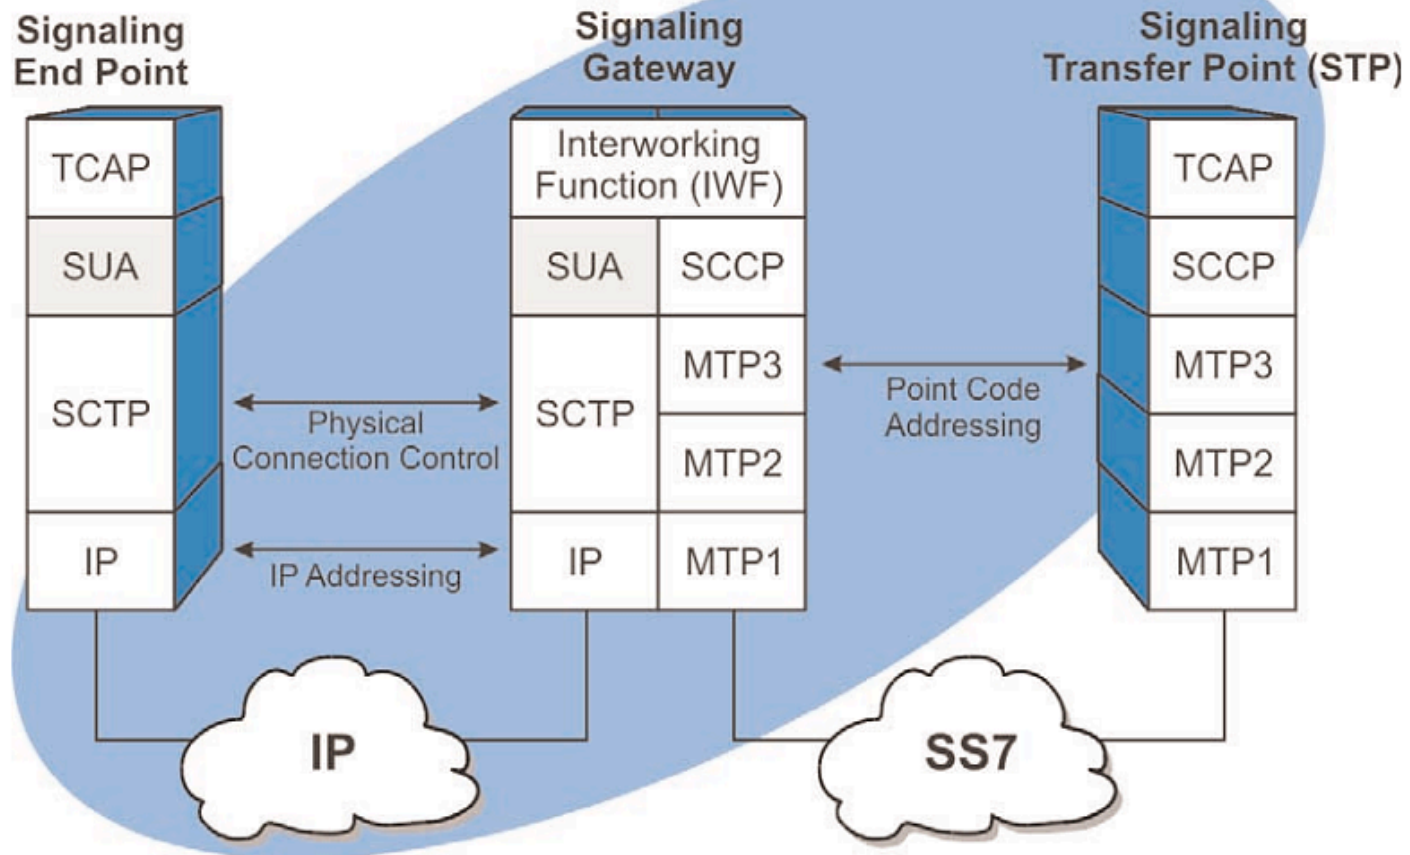 Signaling
End Point
Signaling
Gateway
Signaling
Transfer Point (STP)
TCAP
SUA
SCTP
IP
Physical
Connection Control
IP Addressing
Interworking
Function (IWF)
SUA
SCCP
SCTP
MTP3
MTP2
IP
MTP1
Point Code
Addressing
TCAP
SCCP
MTP3
MTP2
MTP1
IP
SS7